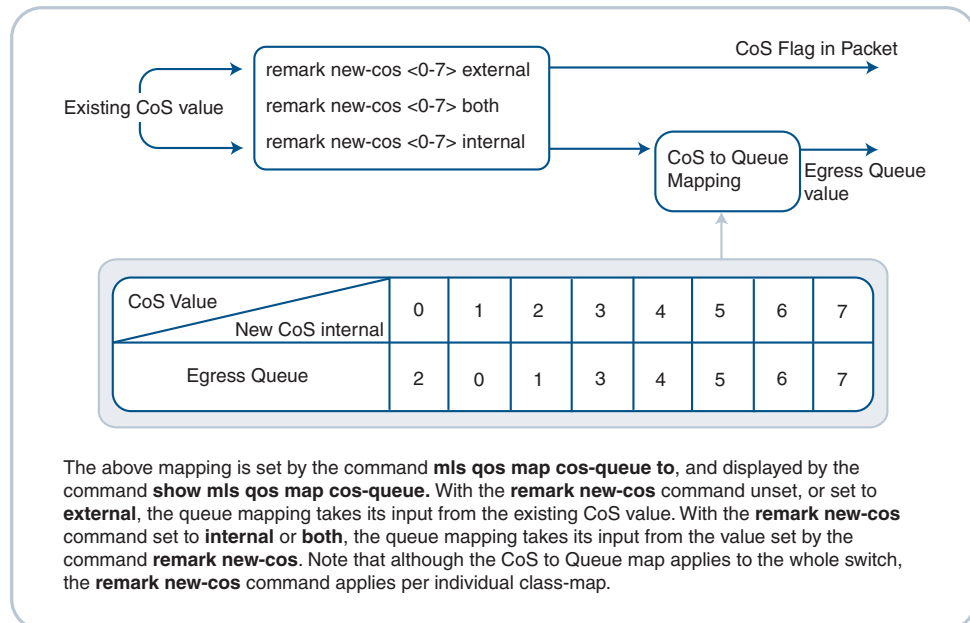 CoS Flag in Packet
remark new-cos <0-7> external
Existing CoS value
remark new-cos <0-7> both
remark new-cos <0-7> internal
CoS to Queue
Mapping
Egress Queue
value
CoS Value
New CoS internal
0 1 2 3 4 5 6 7
Egress Queue 2 0 1 3 4 5 6 7
The above mapping is set by the command mls qos map cos-queue to, and displayed by the
command show mls qos map cos-queue. With the remark new-cos command unset, or set to
external, the queue mapping takes its input from the existing CoS value. With the remark new-cos
command set to internal or both, the queue mapping takes its input from the value set by the
command remark new-cos. Note that although the CoS to Queue map applies to the whole switch,
the remark new-cos command applies per individual class-map.